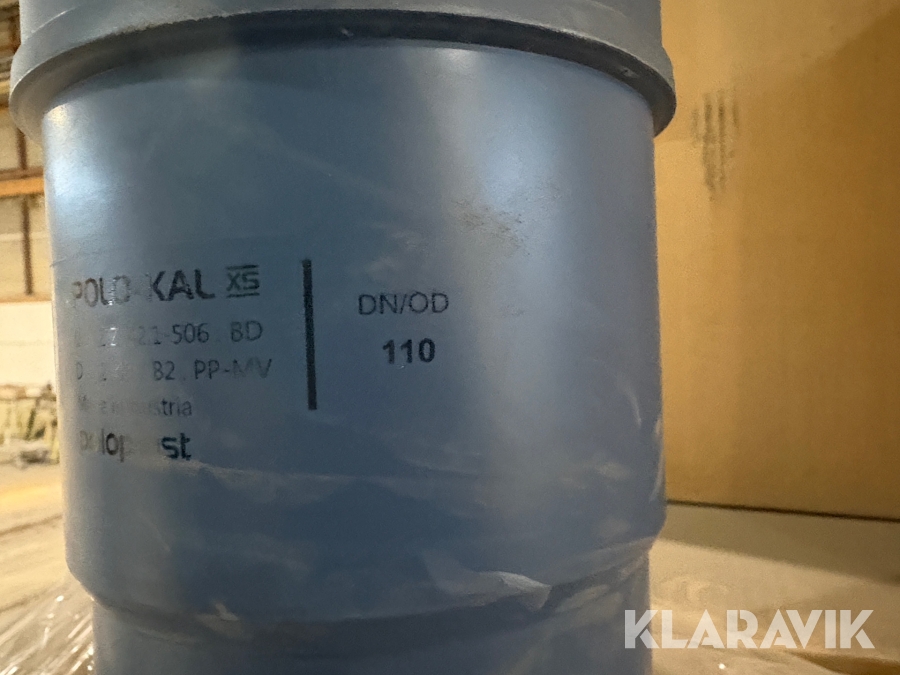 POLO-KAL XS
21-506 . BD
B2 . PP-MV
poloplast
DN/OD
110
KLARAVIK